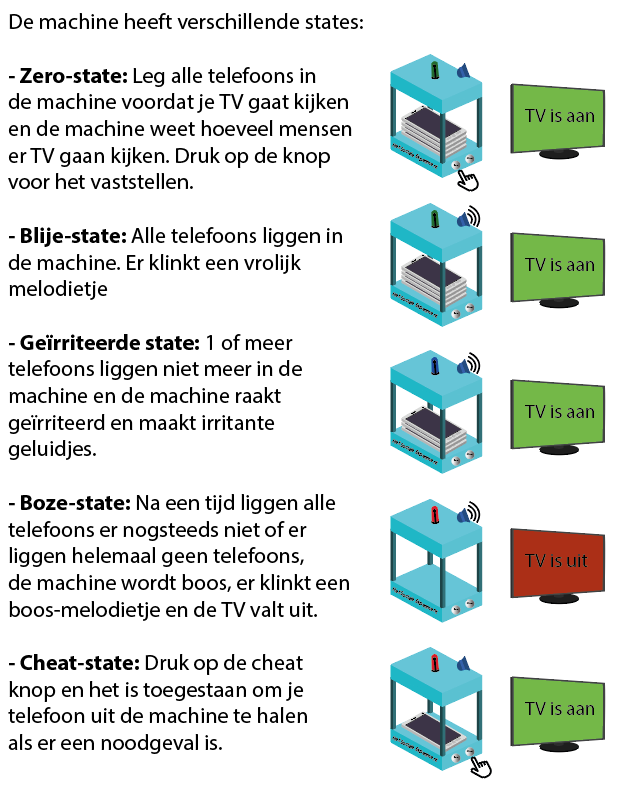 De machine heeft verschillende states:
- Zero-state: Leg alle telefoons in
de machine voordat je TV gaat kijken
en de machine weet hoeveel mensen
er TV gaan kijken. Druk op de knop
voor het vaststellen.
TV is aan
- Blije-state: Alle telefoons liggen in
de machine. Er klinkt een vrolijk
melodietje
TV is aan
- Geïrriteerde state: 1 of meer
telefoons liggen niet meer in de
machine en de machine raakt
geïrriteerd en maakt irritante
geluidjes.
TV is aan
- Boze-state: Na een tijd liggen alle
telefoons er nogsteeds niet of er
liggen helemaal geen telefoons,
de machine wordt boos, er klinkt een
boos-melodietje en de TV valt uit.
TV is uit
- Cheat-state: Druk op de cheat
knop en het is toegestaan om je
telefoon uit de machine te halen
als er een noodgeval is.
TV is aan